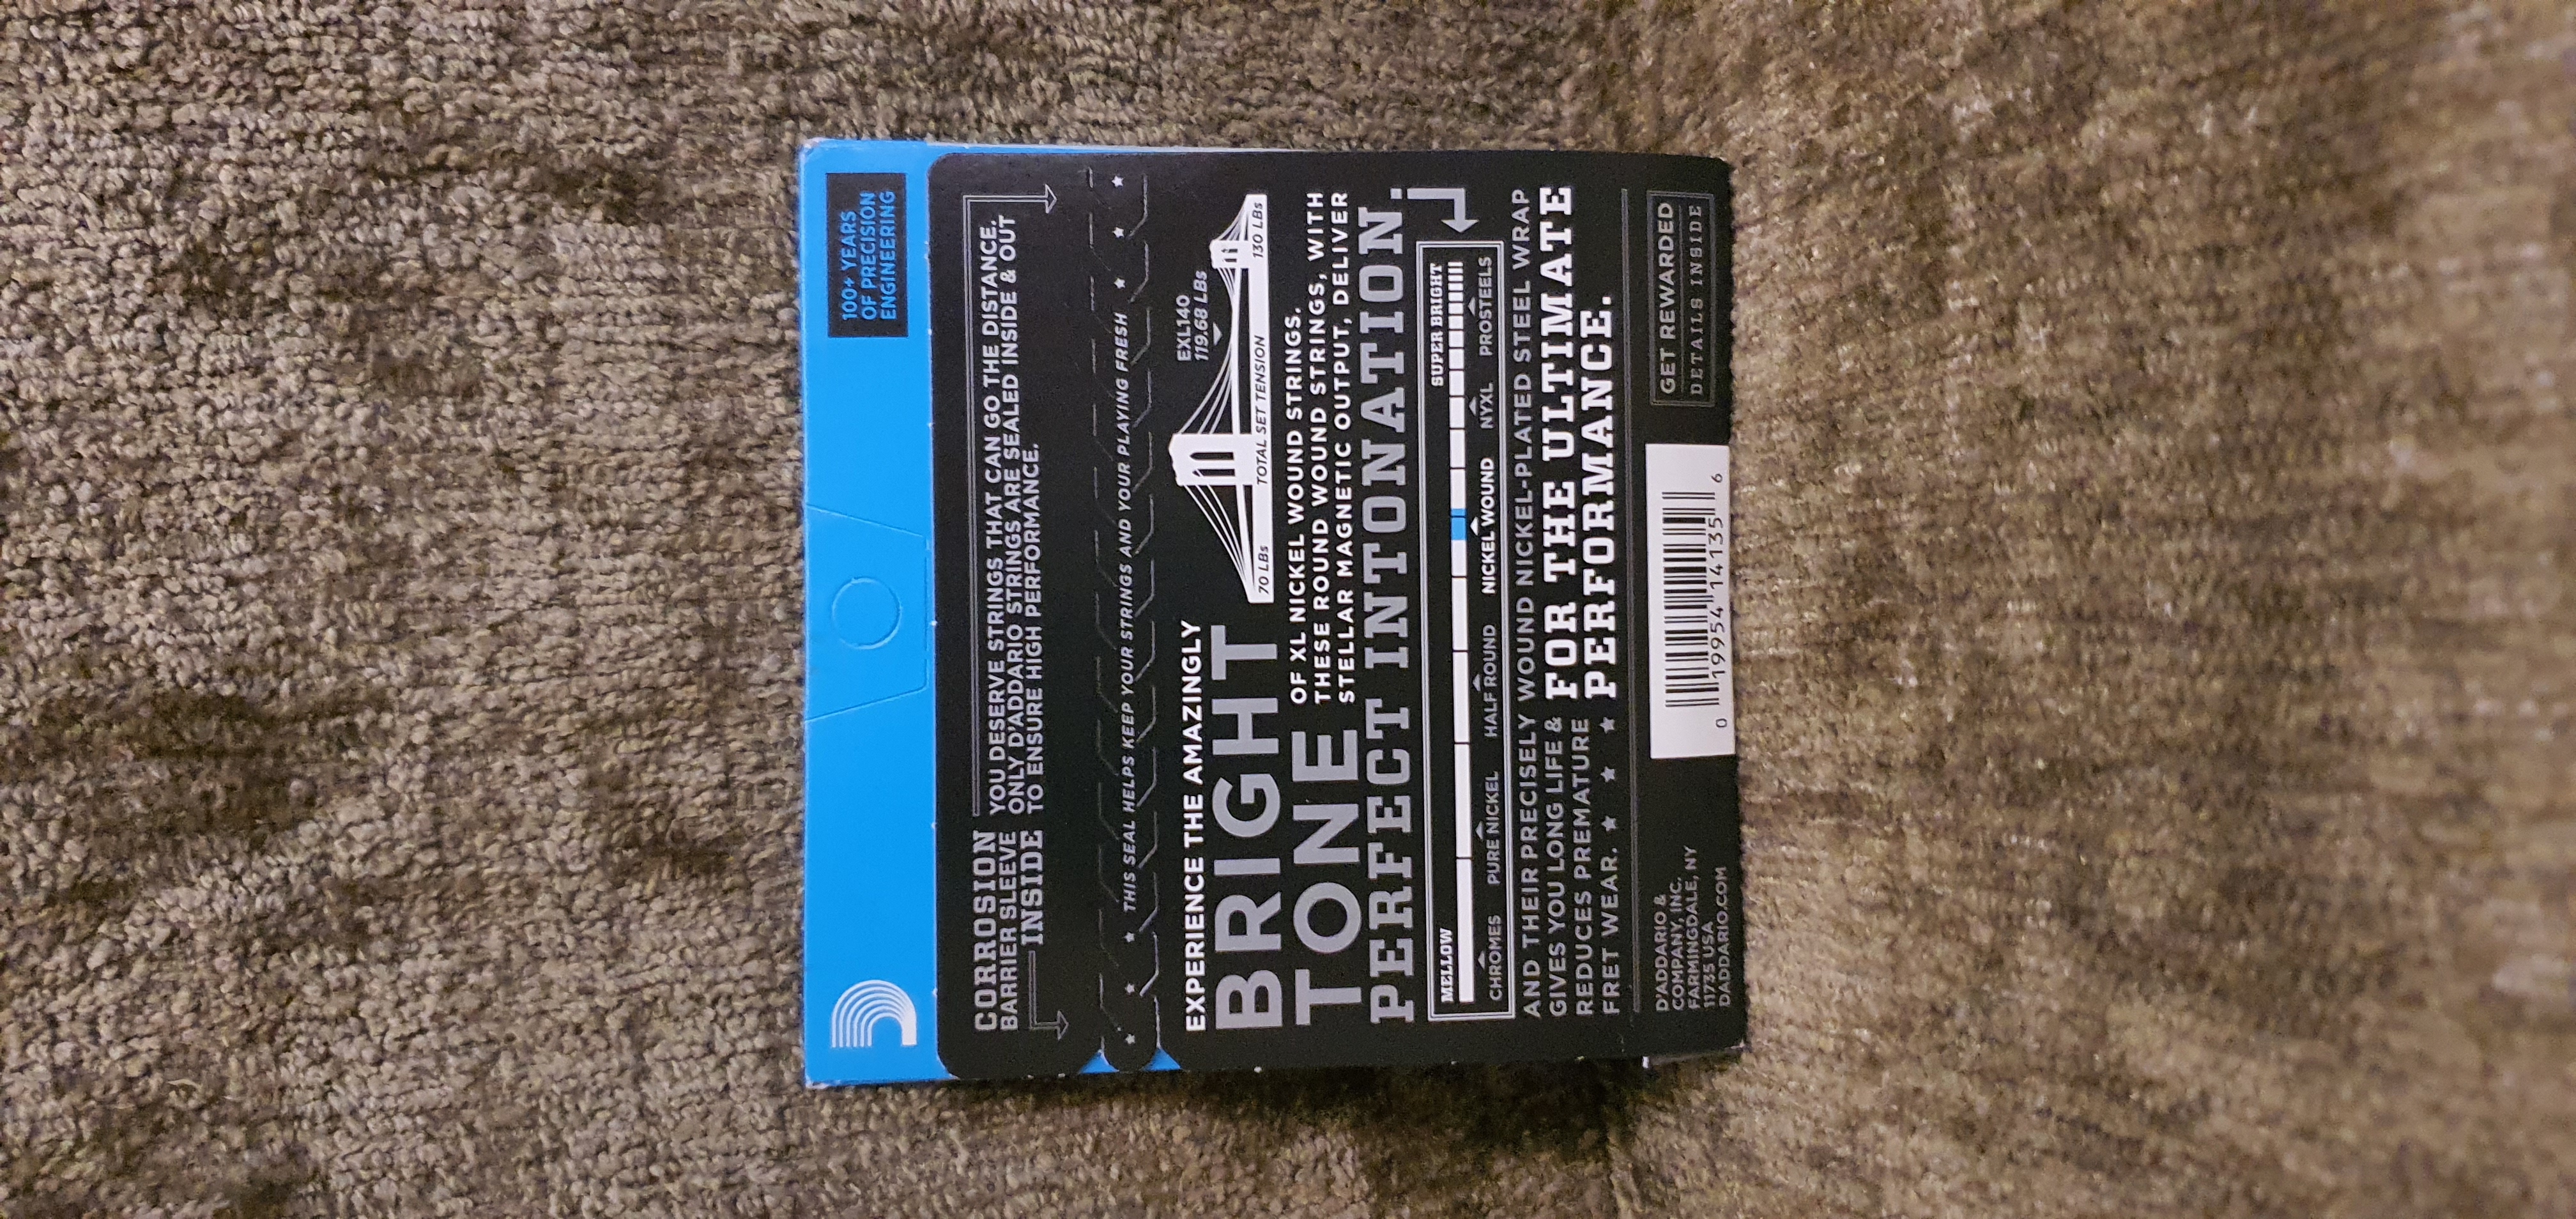 100+ YEARS
OF PRECISION
ENGINEERING
CORROSION
BARRIER SLEEVE
INSIDE
YOU DESERVE STRINGS THAT CAN GO THE DISTANCE.
ONLY D'ADDARIO STRINGS ARE SEALED INSIDE & OUT
TO ENSURE HIGH PERFORMANCE.
THIS SEAL HELPS KEEP YOUR STRINGS AND YOUR PLAYING FRESH
EXPERIENCE THE AMAZINGLY
BRIGHT
TONE
EXL140
119.68 LBs
70 LBs
TOTAL SET TENSION
130 LBs
OF XL NICKEL WOUND STRINGS.
THESE ROUND WOUND STRINGS, WITH
STELLAR MAGNETIC OUTPUT, DELIVER
PERFECT INTONATION.
MELLOW
SUPER BRIGHT
CHROMES
PURE NICKEL
HALF ROUND
NICKEL WOUND
NYXL
PROSTEELS
AND THEIR PRECISELY WOUND NICKEL-PLATED STEEL WRAP
GIVES YOU LONG LIFE &
REDUCES PREMATURE
FRET WEAR.
FOR THE ULTIMATE
PERFORMANCE.
D'ADDARIO &
COMPANY, INC.
FARMINGDALE, NY
11735 USA
DADDARIO.COM
0 19954 14135 6
GET REWARDED
DETAILS INSIDE